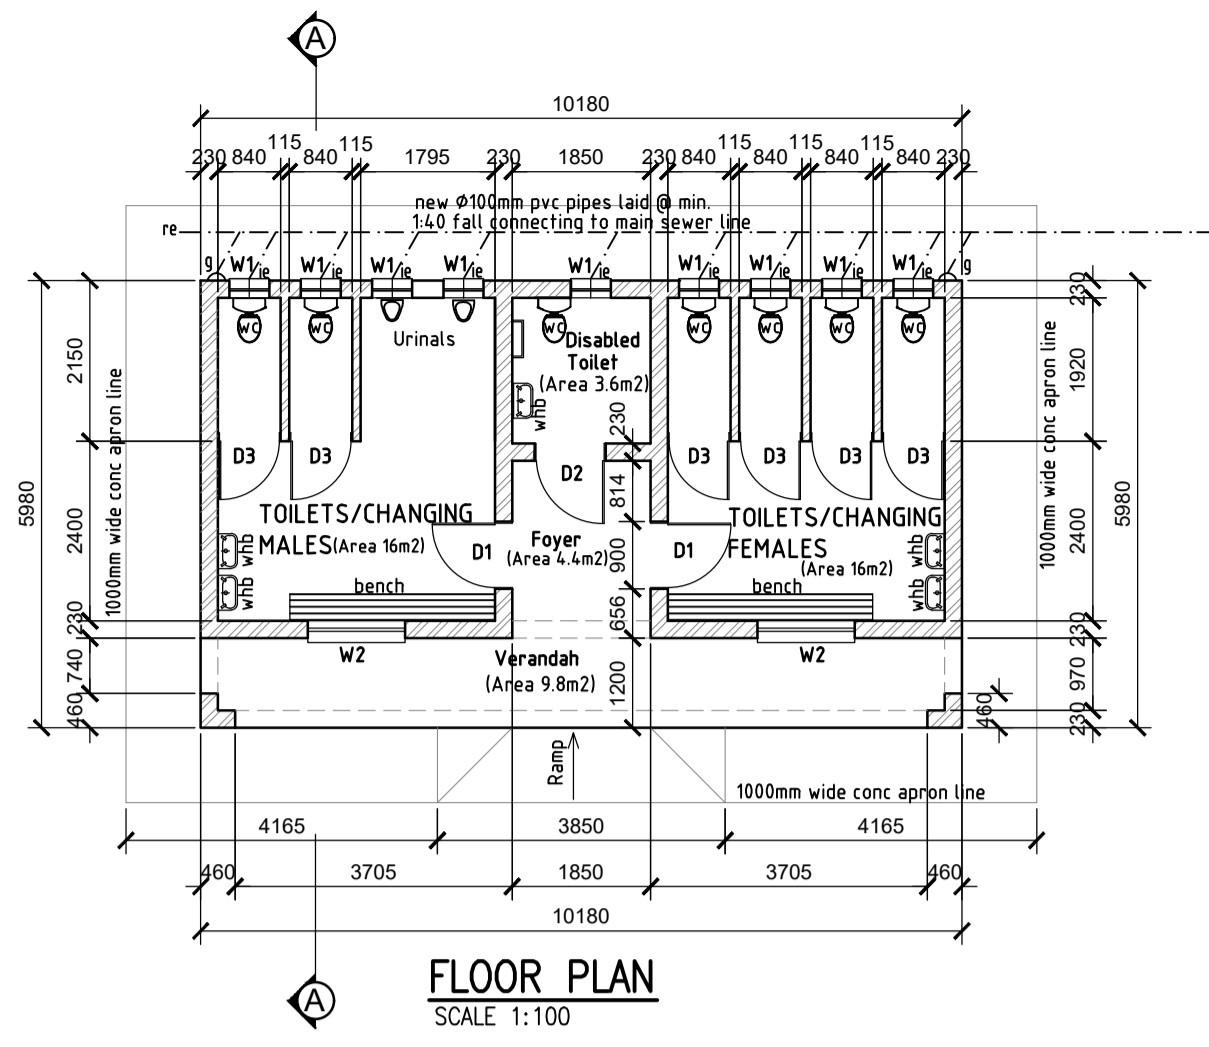 A
10180
115 115 115 115 115
230 840 840 1795 230 1850 230 840 840 840 840 230
new Ø100mm pvc pipes laid @ min.
1:40 fall connecting to main sewer line
re
g W1 ie W1 ie W1 ie W1 ie W1 ie W1 ie W1 ie W1 ie W1 ie g
230
wc wc wc wc wc wc wc
Urinals
Disabled
Toilet
(Area 3.6m2)
whb
230
2150
1920
5980
5980
1000mm wide conc apron line
1000mm wide conc apron line
D3 D3 D2 D3 D3 D3 D3
814
TOILETS/CHANGING
MALES (Area 16m2)
D1
Foyer
(Area 4.4m2)
900
D1
TOILETS/CHANGING
FEMALES
(Area 16m2)
2400
2400
whb
whb
whb
whb
bench
bench
656
230
230
W2
W2
Verandah
(Area 9.8m2)
1200
740
970
460
460
230
Ramp
1000mm wide conc apron line
4165 3850 4165
460 3705 1850 3705 460
10180
FLOOR PLAN
SCALE 1:100
A